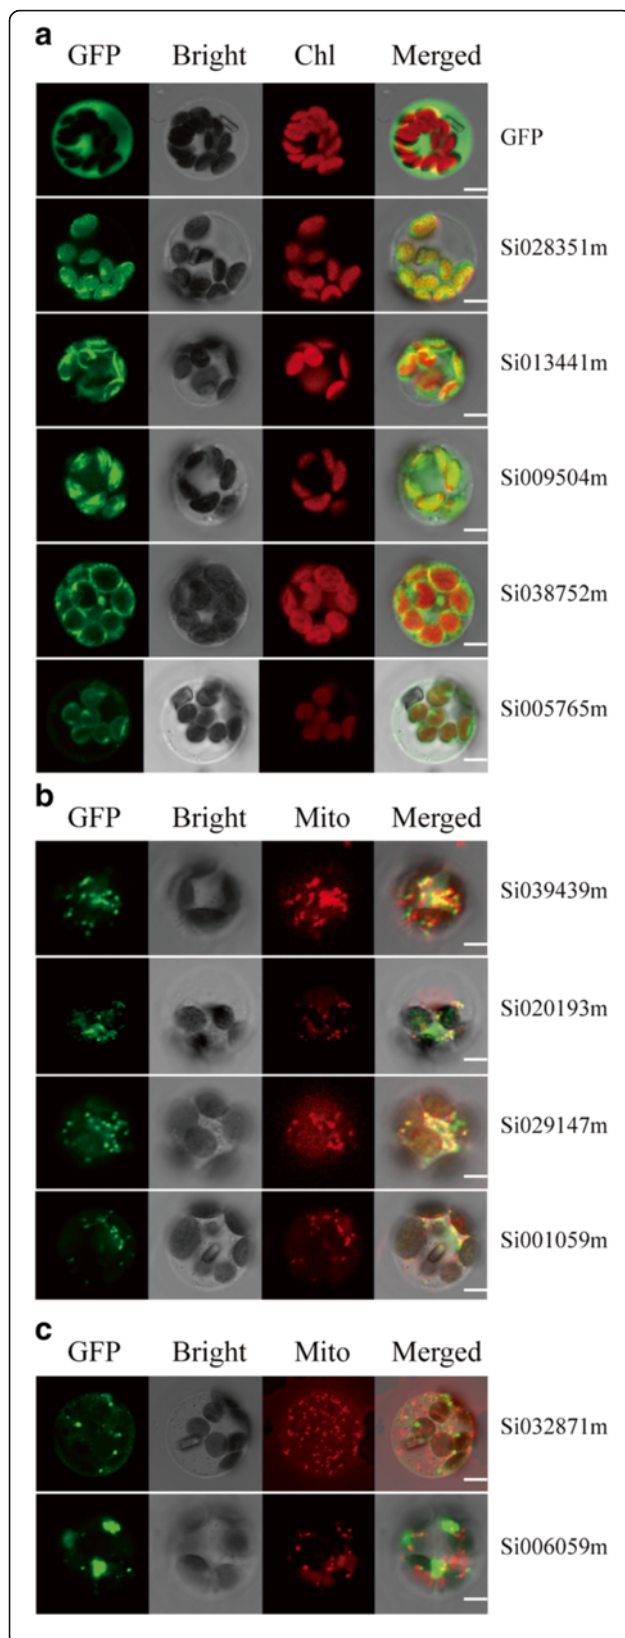 a
GFP Bright Chl Merged
GFP
Si028351m
Si013441m
Si009504m
Si038752m
Si005765m
b
GFP Bright Mito Merged
Si039439m
Si020193m
Si029147m
Si001059m
c
GFP Bright Mito Merged
Si032871m
Si006059m